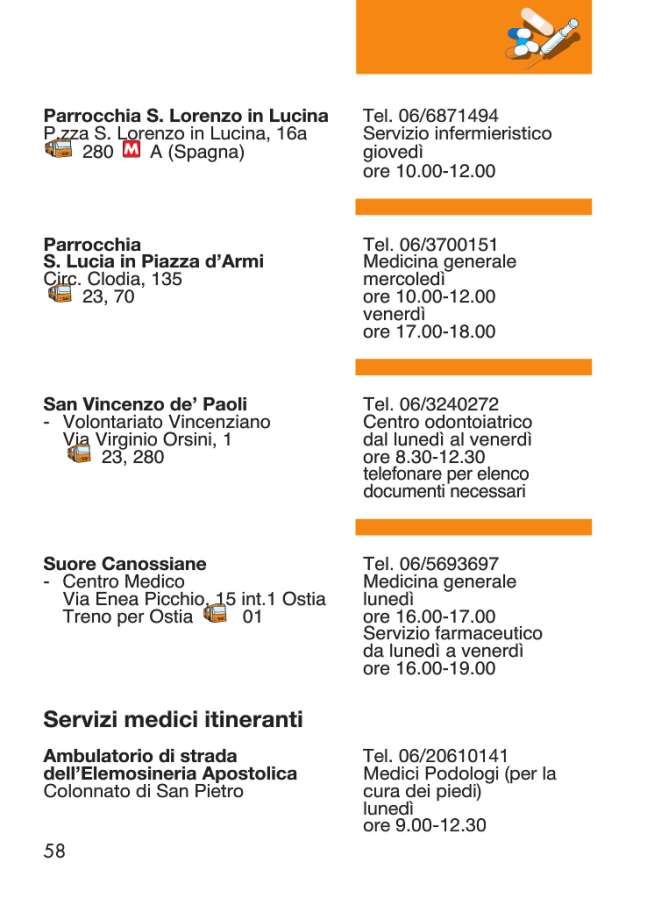 Parrocchia S. Lorenzo in Lucina
P.zza S. Lorenzo in Lucina, 16a
280 M A (Spagna)
Tel. 06/6871494
Servizio infermieristico
giovedì
ore 10.00-12.00
Parrocchia
S. Lucia in Piazza d’Armi
Circ. Clodia, 135
23, 70
Tel. 06/3700151
Medicina generale
mercoledì
ore 10.00-12.00
venerdì
ore 17.00-18.00
San Vincenzo de’ Paoli
- Volontariato Vincenziano
Via Virginio Orsini, 1
23, 280
Tel. 06/3240272
Centro odontoiatrico
dal lunedì al venerdì
ore 8.30-12.30
telefonare per elenco
documenti necessari
Suore Canossiane
- Centro Medico
Via Enea Picchio, 15 int.1 Ostia
Treno per Ostia 01
Tel. 06/5693697
Medicina generale
lunedì
ore 16.00-17.00
Servizio farmaceutico
da lunedì a venerdì
ore 16.00-19.00
Servizi medici itineranti
Ambulatorio di strada
dell’Elemosineria Apostolica
Colonnato di San Pietro
Tel. 06/20610141
Medici Podologi (per la
cura dei piedi)
lunedì
ore 9.00-12.30
58